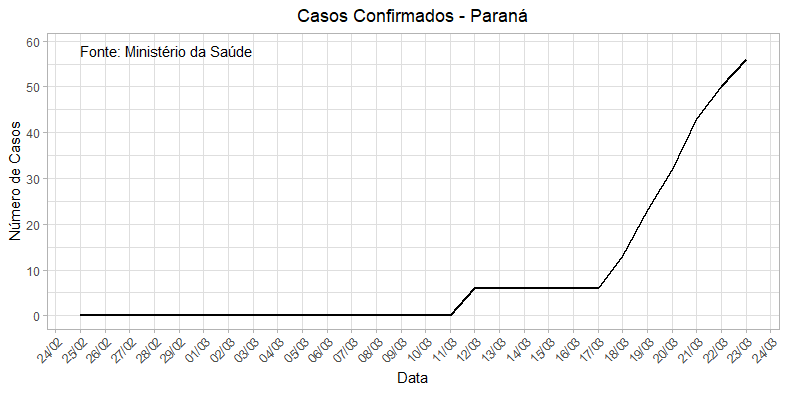 Casos Confirmados - Paraná
Fonte: Ministério da Saúde
Número de Casos
60
50
40
30
20
10
0
24/02 25/02 26/02 27/02 28/02 29/02 01/03 02/03 03/03 04/03 05/03 06/03 07/03 08/03 09/03 10/03 11/03 12/03 13/03 14/03 15/03 16/03 17/03 18/03 19/03 20/03 21/03 22/03 23/03 24/03
Data